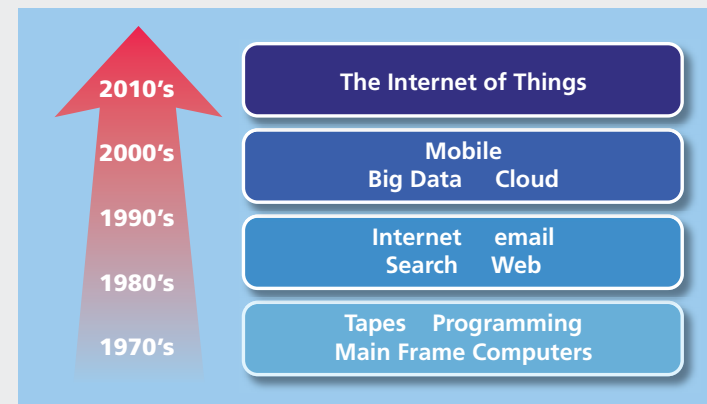 2010’s
The Internet of Things
2000’s
Mobile
Big Data Cloud
1990’s
Internet email
Search Web
1980’s
1970’s
Tapes Programming
Main Frame Computers